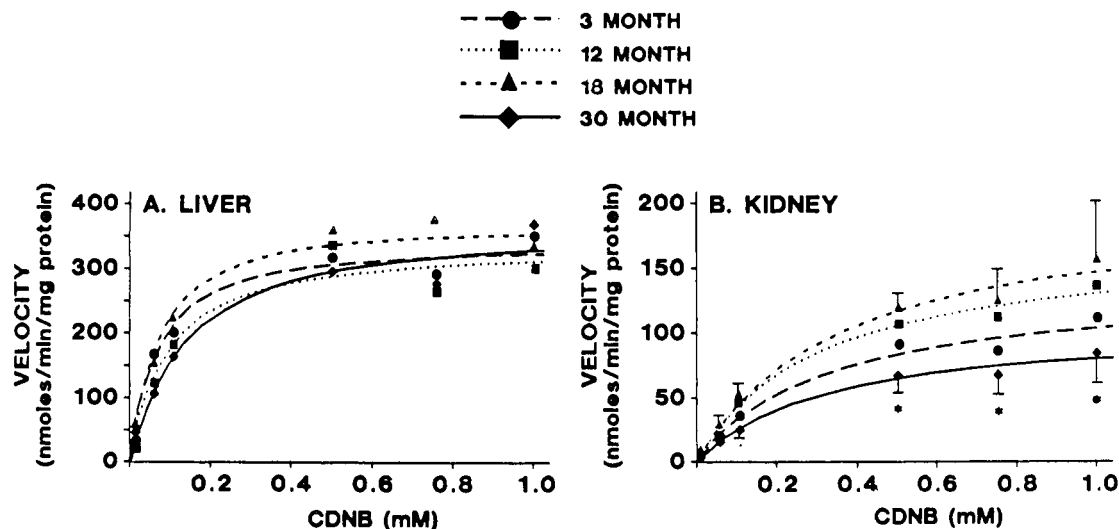 3 MONTH
12 MONTH
18 MONTH
30 MONTH
A. LIVER
VELOCITY
(nmoles/min/mg protein)
400
300
200
100
0
0.2
0.4
0.6
0.8
1.0
CDNB (mM)
B. KIDNEY
VELOCITY
(nmoles/min/mg protein)
200
150
100
50
0
*
*
*
0.2
0.4
0.6
0.8
1.0
CDNB (mM)